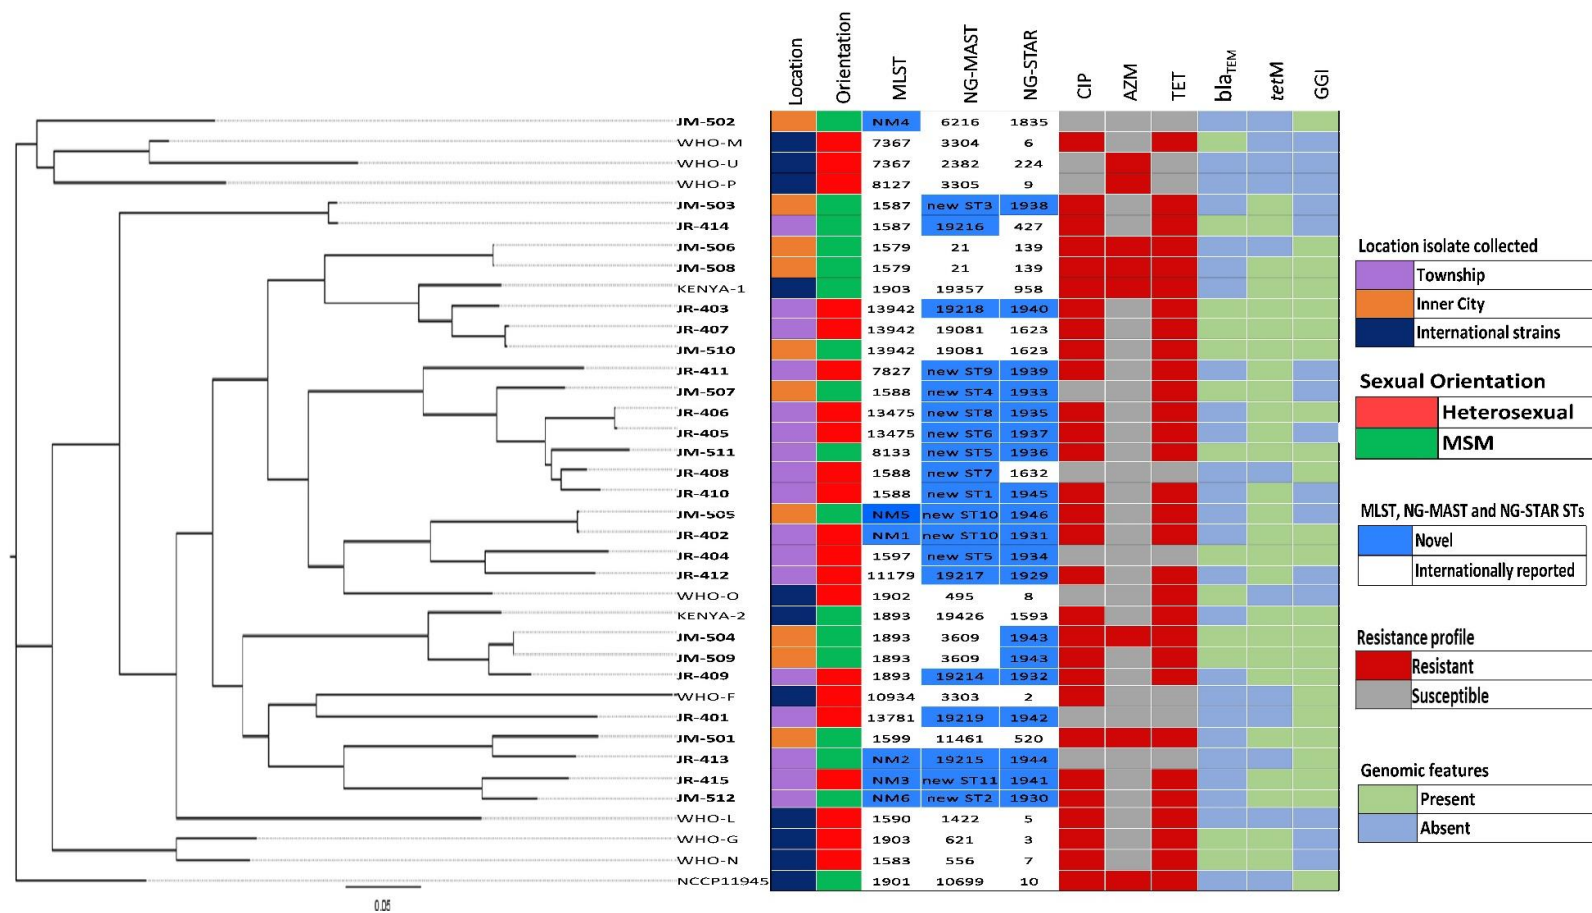 Location Orientation MLST NG-MAST NG-STAR CIP AZM TET blaTEM tetM GGI
JM-502 NM4 6216 1835
WHO-M 7367 3304 6
WHO-U 7367 2382 224
WHO-P 8127 3305 9
JM-503 1587 new ST3 1938
JR-414 1587 19216 427
JM-506 1579 21 139
JM-508 1579 21 139
KENYA-1 1903 19357 958
JR-403 13942 19218 1940
JR-407 13942 19081 1623
JM-510 13942 19081 1623
JR-411 7827 new ST9 1939
JM-507 1588 new ST4 1933
JR-406 13475 new ST8 1935
JR-405 13475 new ST6 1937
JM-511 8133 new ST5 1936
JR-408 1588 new ST7 1632
JR-410 1588 new ST1 1945
JM-505 NM5 new ST10 1946
JR-402 NM1 new ST10 1931
JR-404 1597 new ST5 1934
JR-412 11179 19217 1929
WHO-O 1902 495 8
KENYA-2 1893 19426 1593
JM-504 1893 3609 1943
JM-509 1893 3609 1943
JR-409 1893 19214 1932
WHO-F 10934 3303 2
JR-401 13781 19219 1942
JM-501 1599 11461 520
JR-413 NM2 19215 1944
JR-415 NM3 new ST11 1941
JM-512 NM6 new ST2 1930
WHO-L 1590 1422 5
WHO-G 1903 621 3
WHO-N 1583 556 7
NCCP11945 1901 10699 10
0.05
Location isolate collected
Township
Inner City
International strains
Sexual Orientation
Heterosexual
MSM
MLST, NG-MAST and NG-STAR STs
Novel
Internationally reported
Resistance profile
Resistant
Susceptible
Genomic features
Present
Absent